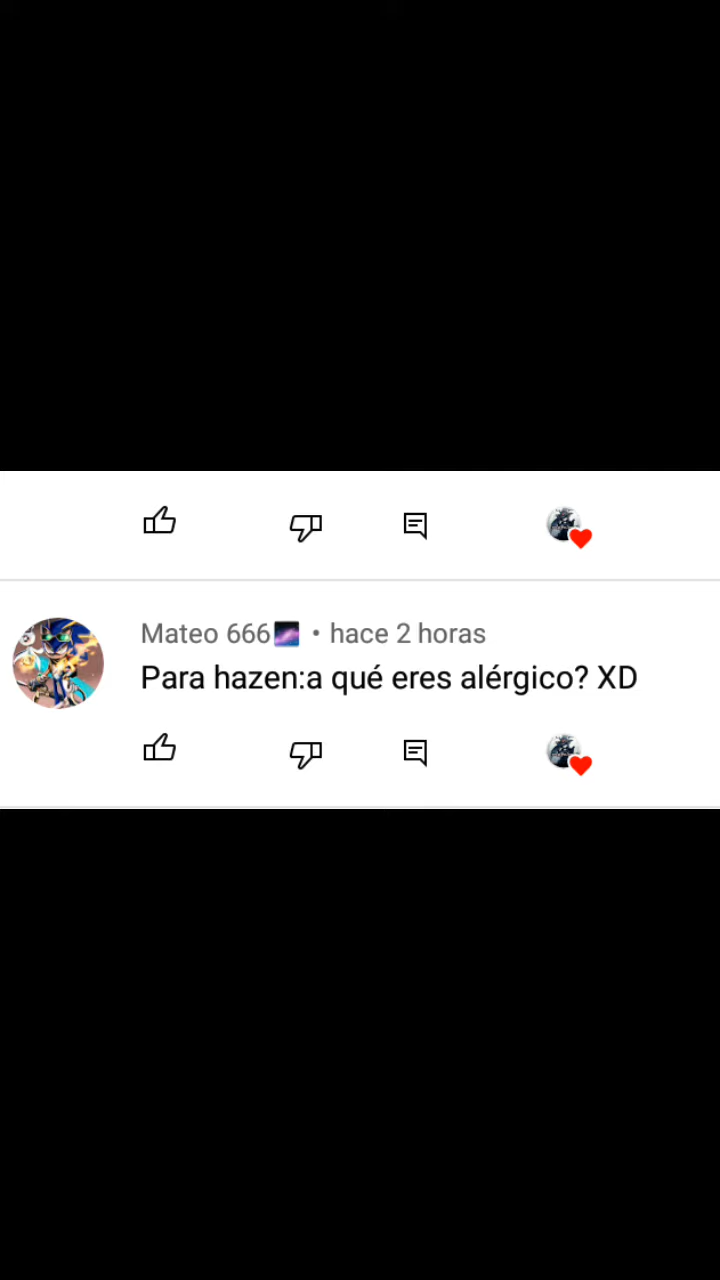 Mateo 666🌌 • hace 2 horas
Para hazen:a qué eres alérgico? XD